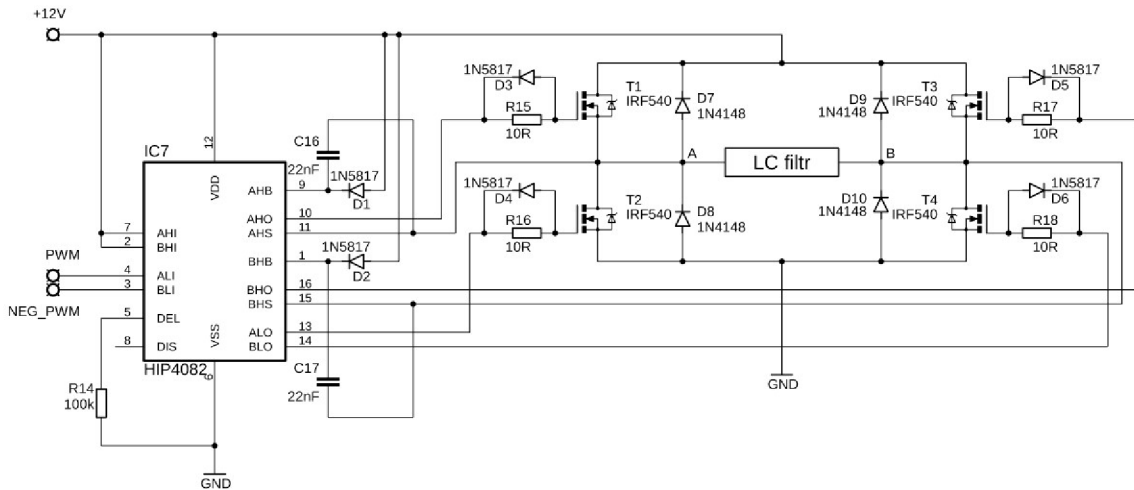 +12V
PWM
NEG_PWM
IC7
12
VDD
7 AHI
2 BHI
4 ALI
3 BLI
5 DEL
8 DIS
VSS
6
HIP4082
AHB 9
AHO 10
AHS 11
BHB 1
BHO 16
BHS 15
ALO 13
BLO 14
R14
100k
GND
C16
22nF
1N5817
D1
1N5817
D2
C17
22nF
1N5817
D3
R15
10R
1N5817
D4
R16
10R
T1
IRF540
T2
IRF540
D7
1N4148
D8
1N4148
A
LC filtr
B
D9
1N4148
D10
1N4148
T3
IRF540
T4
IRF540
1N5817
D5
R17
10R
1N5817
D6
R18
10R
GND